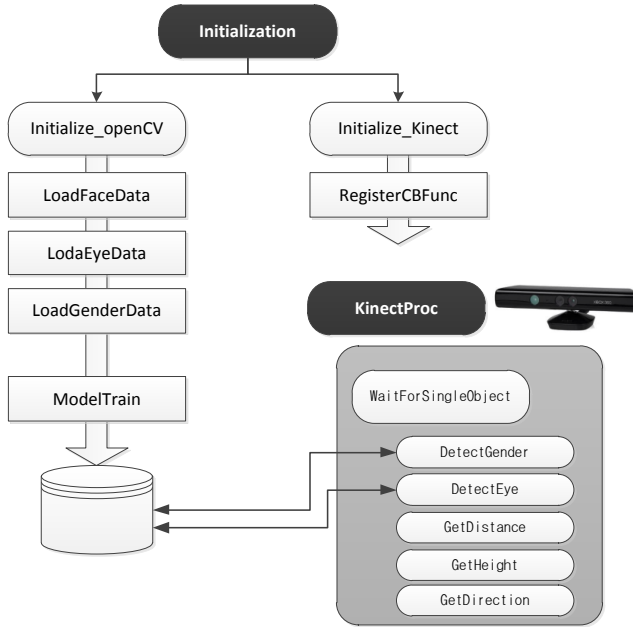 Initialization
Initialize_openCV
Initialize_Kinect
LoadFaceData
RegisterCBFunc
LodaEyeData
LoadGenderData
KinectProc
ModelTrain
WaitForSingleObject
DetectGender
DetectEye
GetDistance
GetHeight
GetDirection